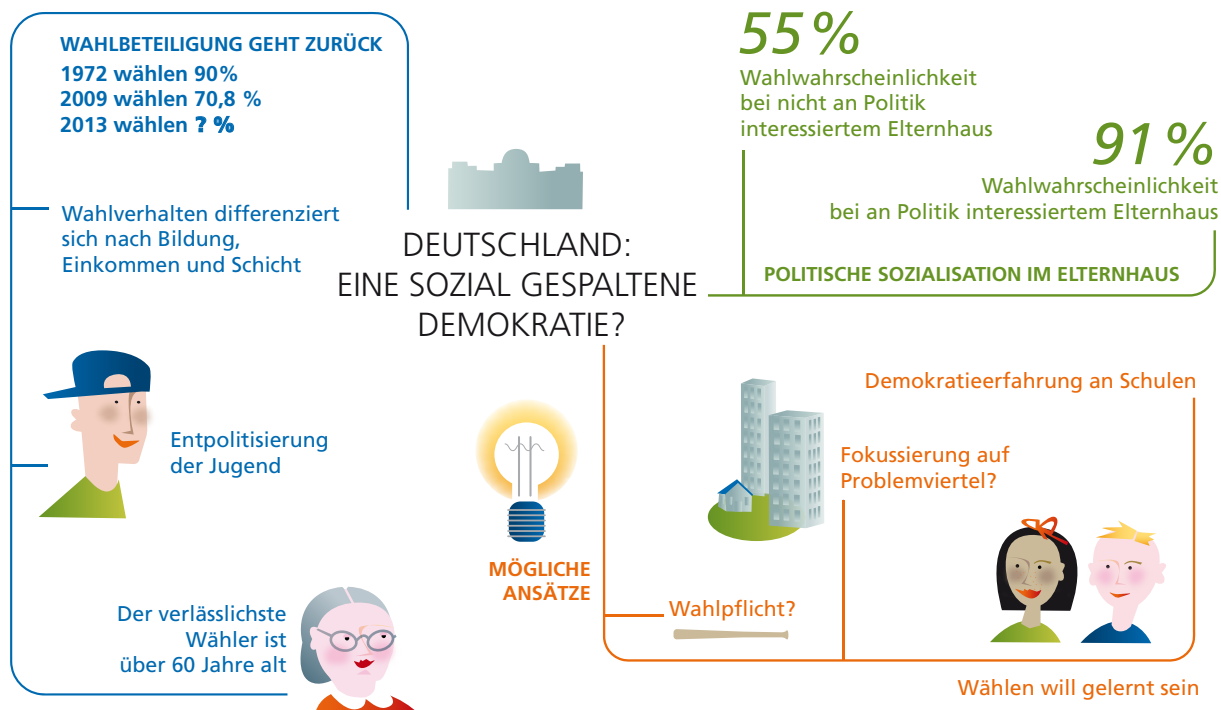 WAHLBETEILIGUNG GEHT ZURÜCK
1972 wählen 90%
2009 wählen 70,8 %
2013 wählen ? %
Wahlverhalten differenziert
sich nach Bildung,
Einkommen und Schicht
Entpolitisierung
der Jugend
Der verlässlichste
Wähler ist
über 60 Jahre alt
DEUTSCHLAND:
EINE SOZIAL GESPALTENE
DEMOKRATIE?
55 %
Wahlwahrscheinlichkeit
bei nicht an Politik
interessiertem Elternhaus
91 %
Wahlwahrscheinlichkeit
bei an Politik interessiertem Elternhaus
POLITISCHE SOZIALISATION IM ELTERNHAUS
MÖGLICHE
ANSÄTZE
Wahlpflicht?
Fokussierung auf
Problemviertel?
Demokratieerfahrung an Schulen
Wählen will gelernt sein